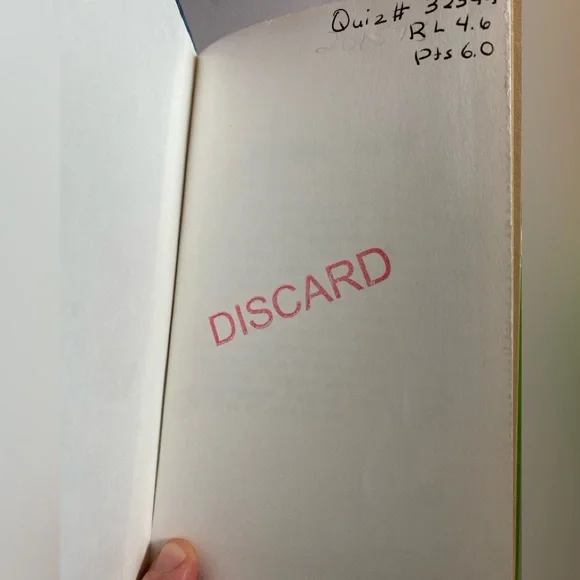 Quiz#
RL 4.6
Pts 6.0
DISCARD